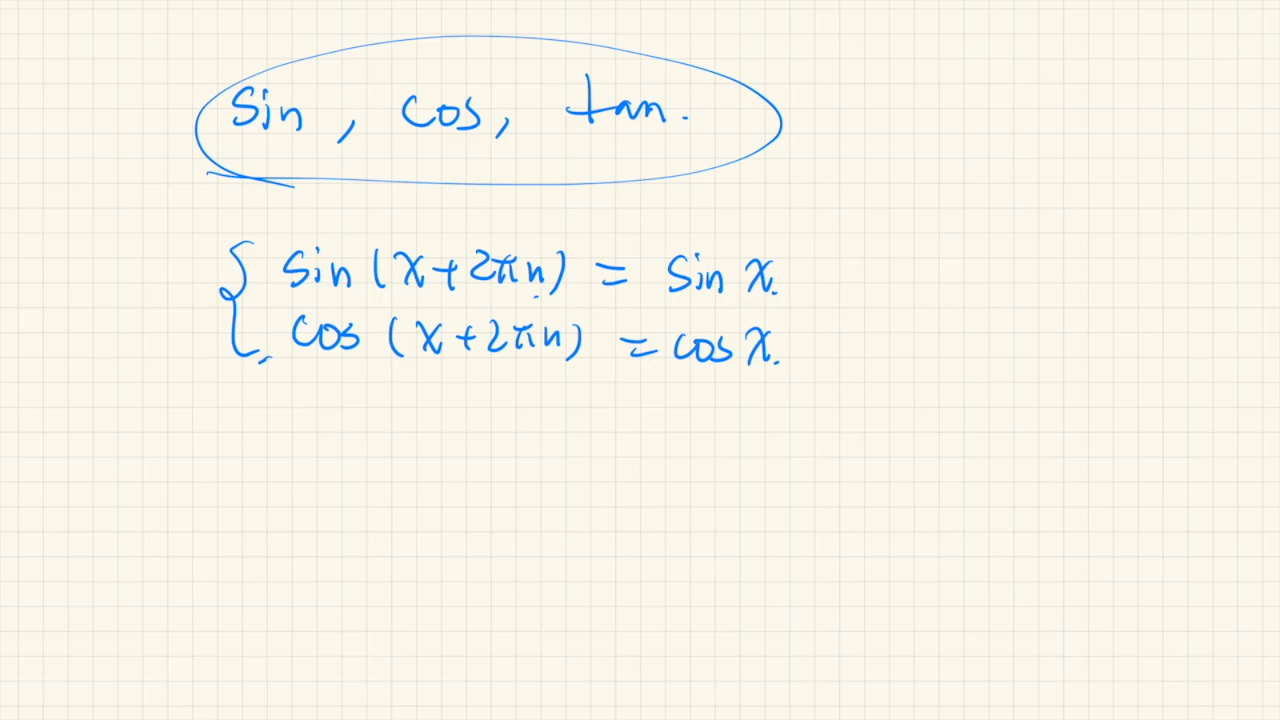 sin, cos, tan.
sin(x+2πn) = sin x.
cos(x+2πn) = cos x.